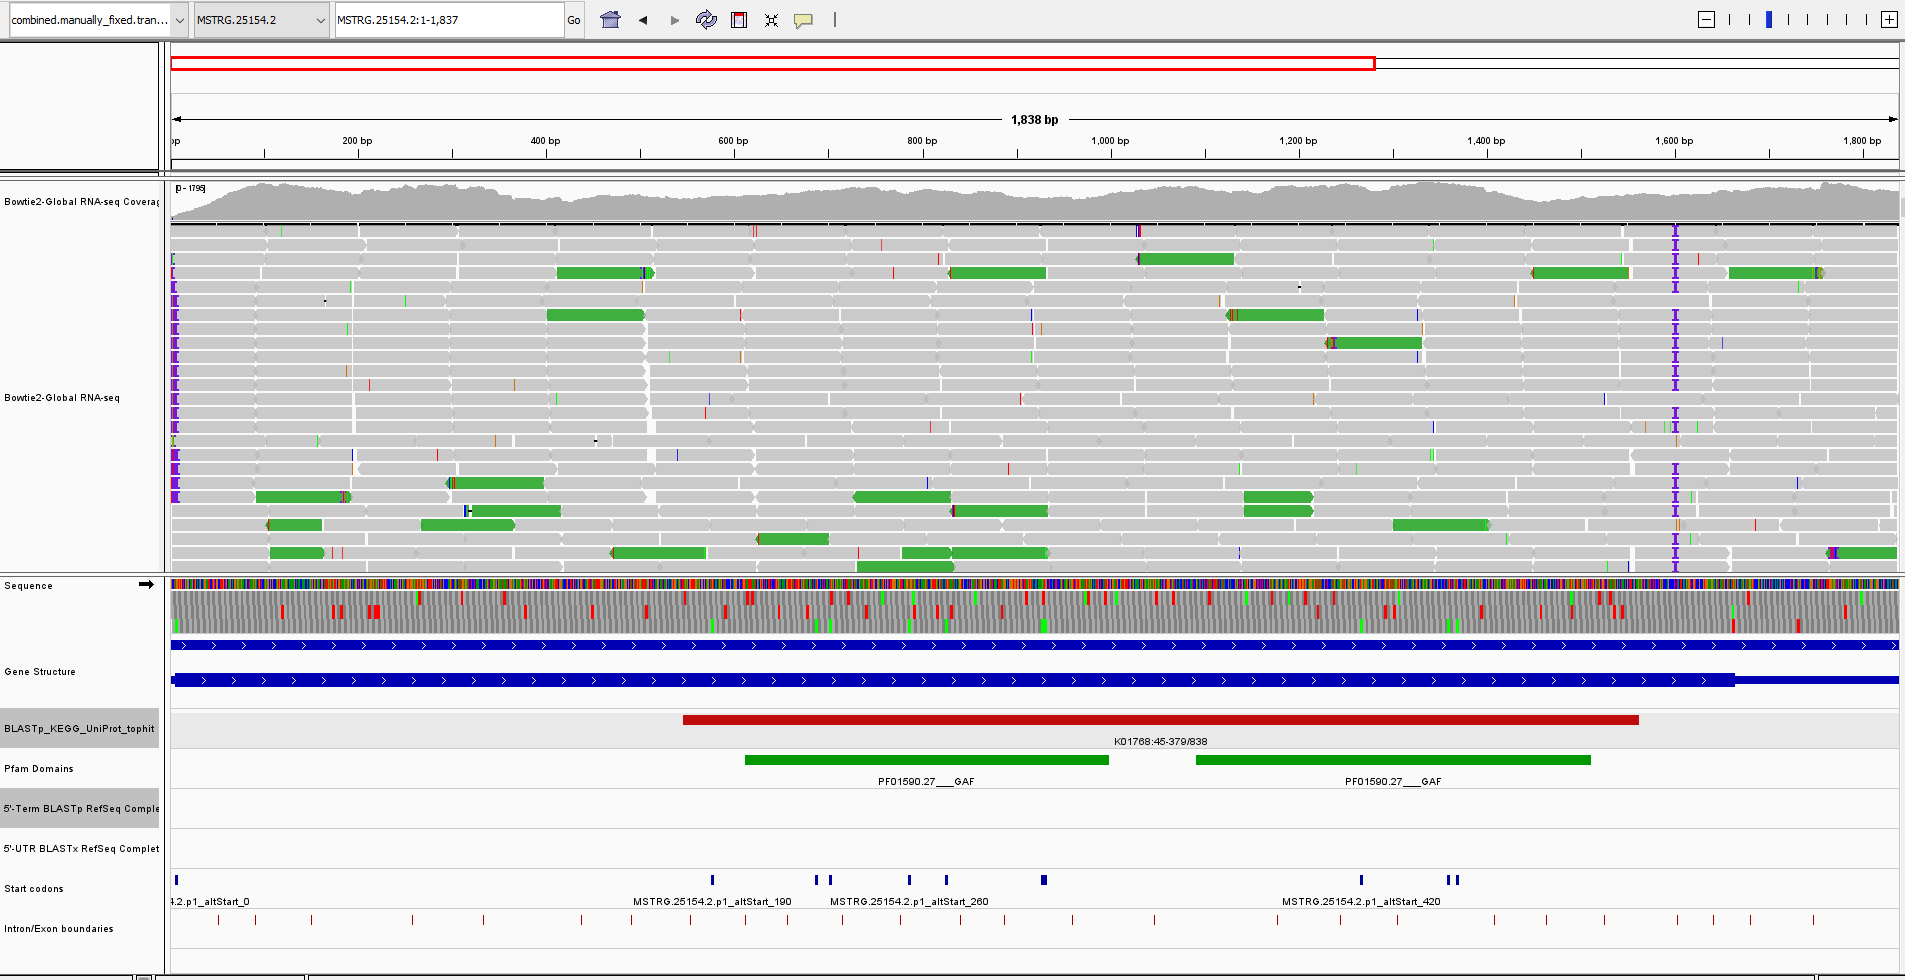 combined.manually_fixed.tran...
MSTRG.25154.2
MSTRG.25154.2:1-1,837
Go
1,838 bp
bp
200 bp
400 bp
600 bp
800 bp
1,000 bp
1,200 bp
1,400 bp
1,600 bp
1,800 bp
Bowtie2-Global RNA-seq Coverag
[0 - 1795]
Bowtie2-Global RNA-seq
Sequence
Gene Structure
BLASTp_KEGG_UniProt_tophit
K01768:45-379/838
Pfam Domains
PF01590.27___GAF
PF01590.27___GAF
5'-Term BLASTp RefSeq Comple
5'-UTR BLASTx RefSeq Complet
Start codons
4.2.p1_altStart_0
MSTRG.25154.2.p1_altStart_190
MSTRG.25154.2.p1_altStart_260
MSTRG.25154.2.p1_altStart_420
Intron/Exon boundaries